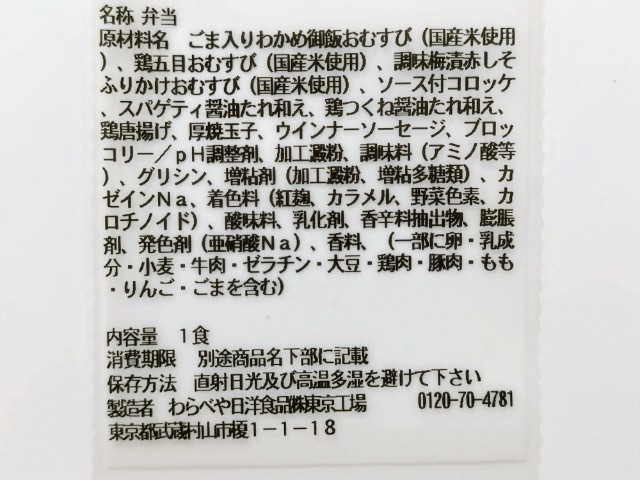 名称 弁当
原材料名 ごま入りわかめ御飯おむすび(国産米使用
)、鶏五目おむすび(国産米使用)、調味梅漬赤しそ
ふりかけおむすび(国産米使用)、ソース付コロッケ
、スパゲティ醤油たれ和え、鶏つくね醤油たれ和え、
鶏唐揚げ、厚焼玉子、ウインナーソーセージ、ブロッ
コリー/pH調整剤、加工澱粉、調味料(アミノ酸等
)、グリシン、増粘剤(加工澱粉、増粘多糖類)、カ
ゼインNa、着色料(紅麹、カラメル、野菜色素、カ
ロチノイド)、酸味料、乳化剤、香辛料抽出物、膨脹
剤、発色剤(亜硝酸Na)、香料、(一部に卵・乳成
分・小麦・牛肉・ゼラチン・大豆・鶏肉・豚肉・もも
・りんご・ごまを含む)
内容量 1食
消費期限 別途商品名下部に記載
保存方法 直射日光及び高温多湿を避けて下さい
製造者 わらべや日洋食品㈱東京工場 0120-70-4781
東京都武蔵村山市榎1-1-18